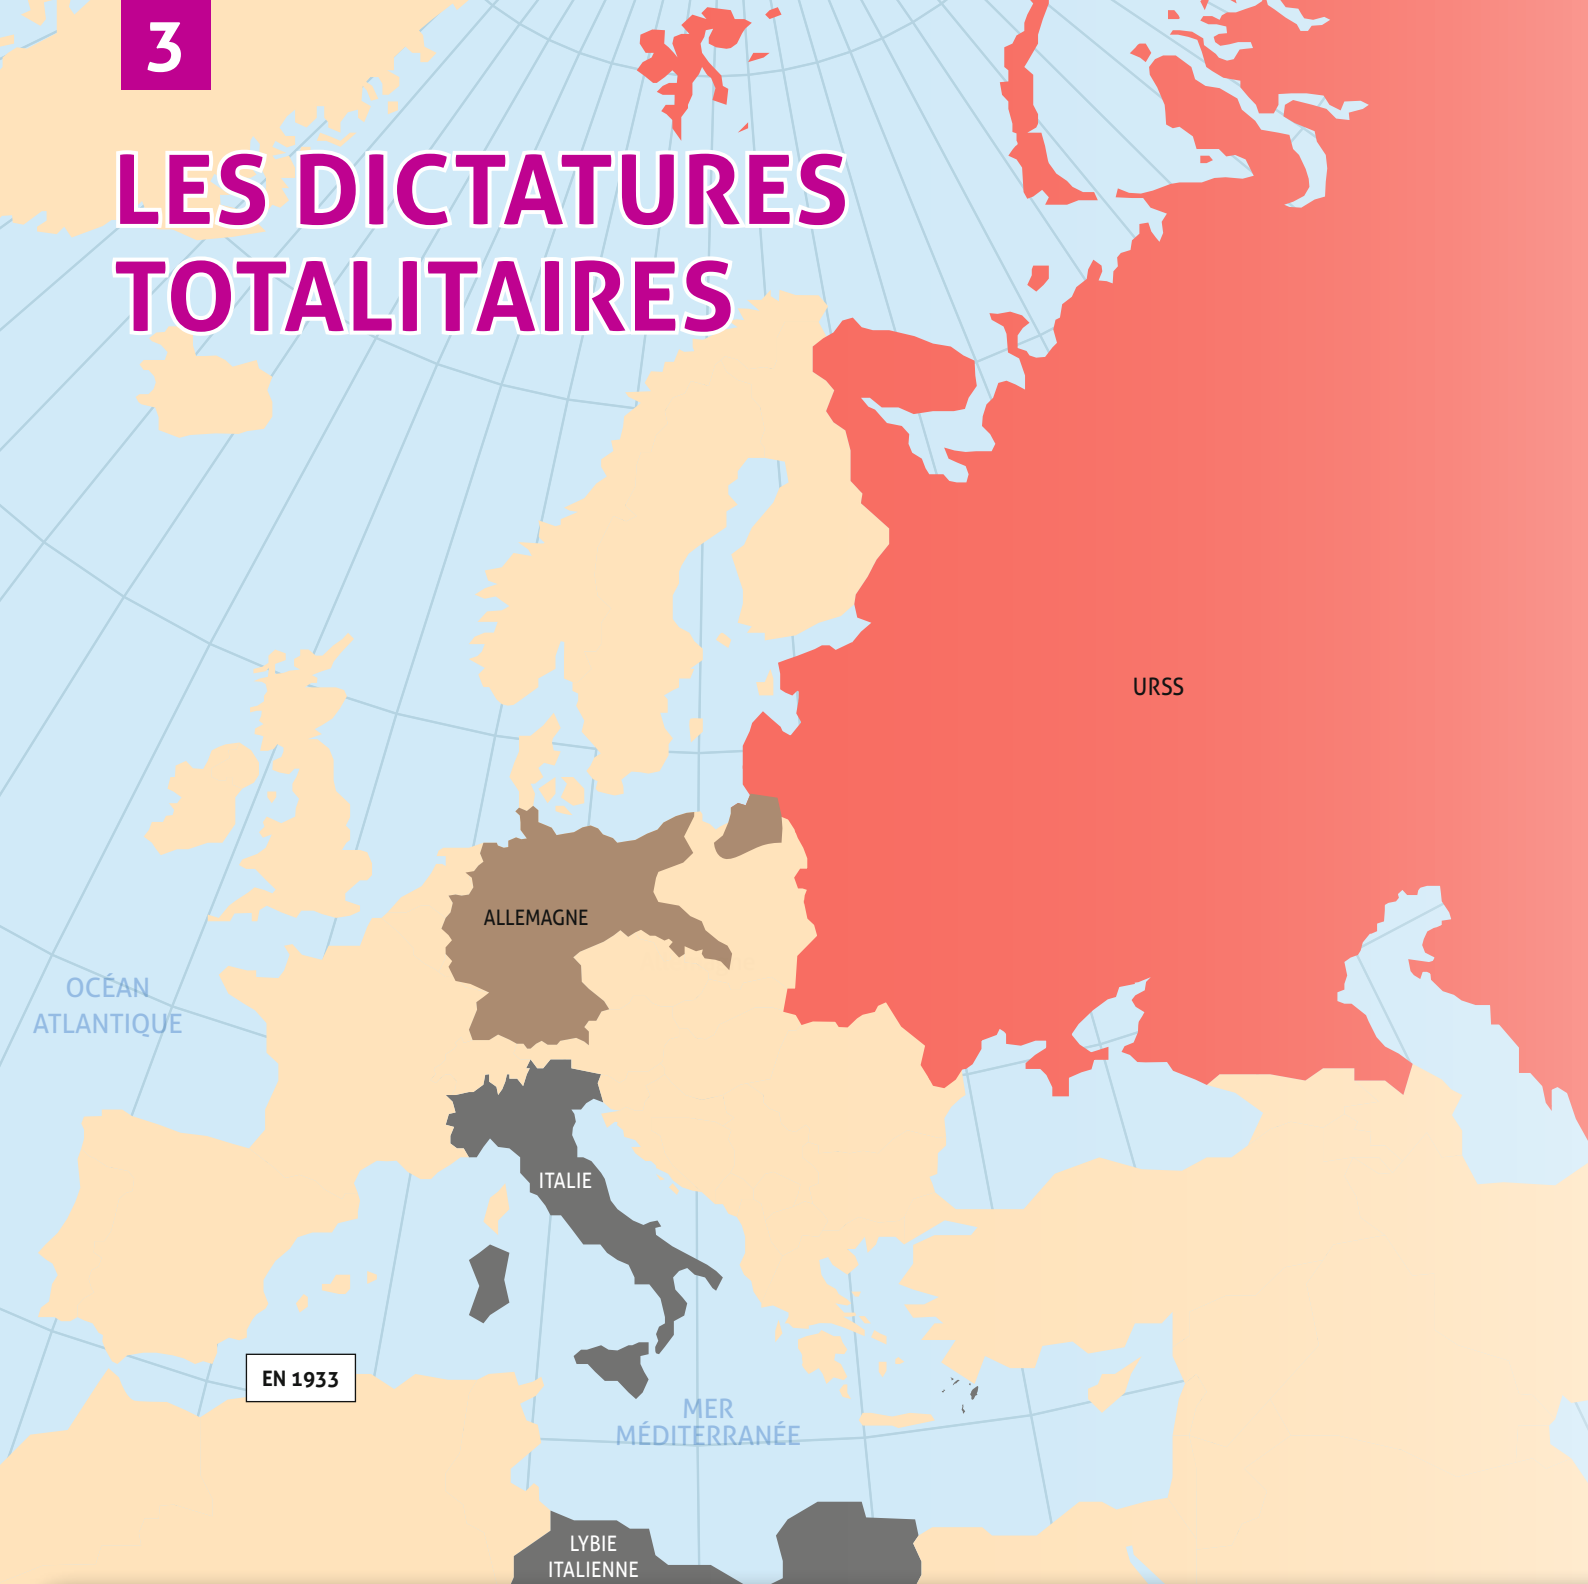 3
LES DICTATURES
TOTALITAIRES
URSS
ALLEMAGNE
OCÉAN
ATLANTIQUE
ITALIE
EN 1933
MER
MÉDITERRANÉE
LYBIE
ITALIENNE